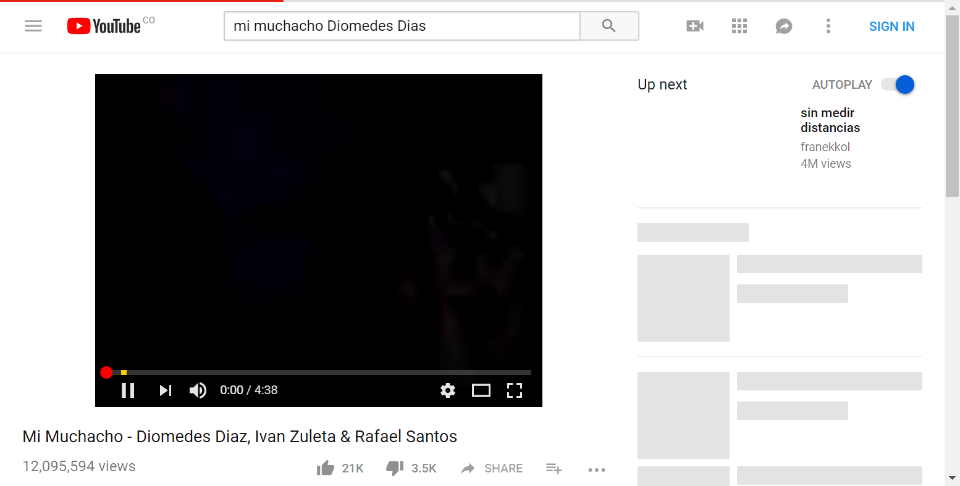 YouTube CO
mi muchacho Diomedes Dias
SIGN IN
Up next
AUTOPLAY
sin medir
distancias
franekkol
4M views
0:00 / 4:38
Mi Muchacho - Diomedes Diaz, Ivan Zuleta & Rafael Santos
12,095,594 views
21K
3.5K
SHARE